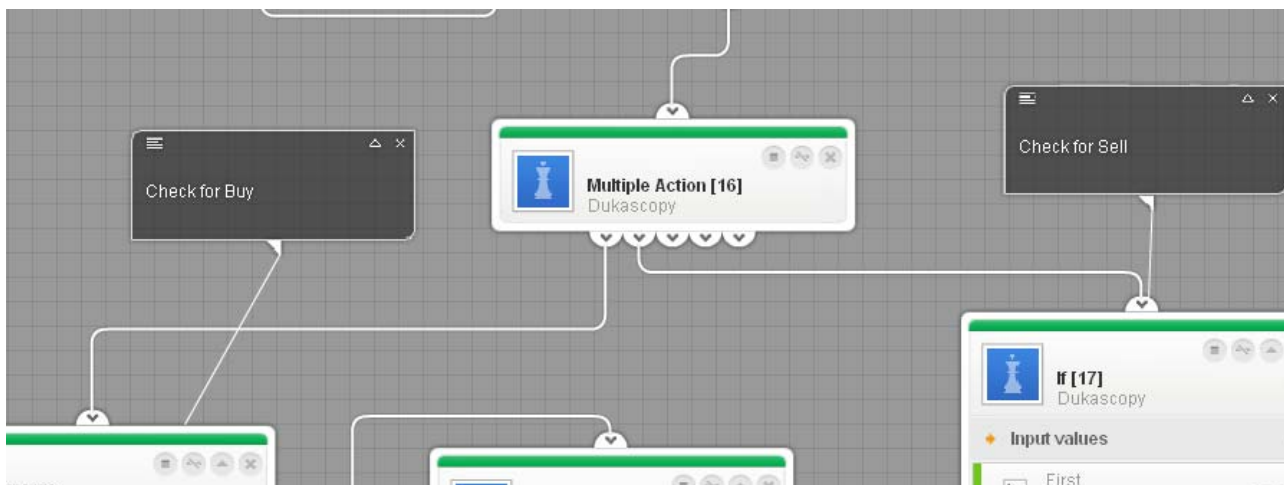 Check for Buy
Multiple Action [16]
Dukascopy
Check for Sell
If [17]
Dukascopy
Input values
First